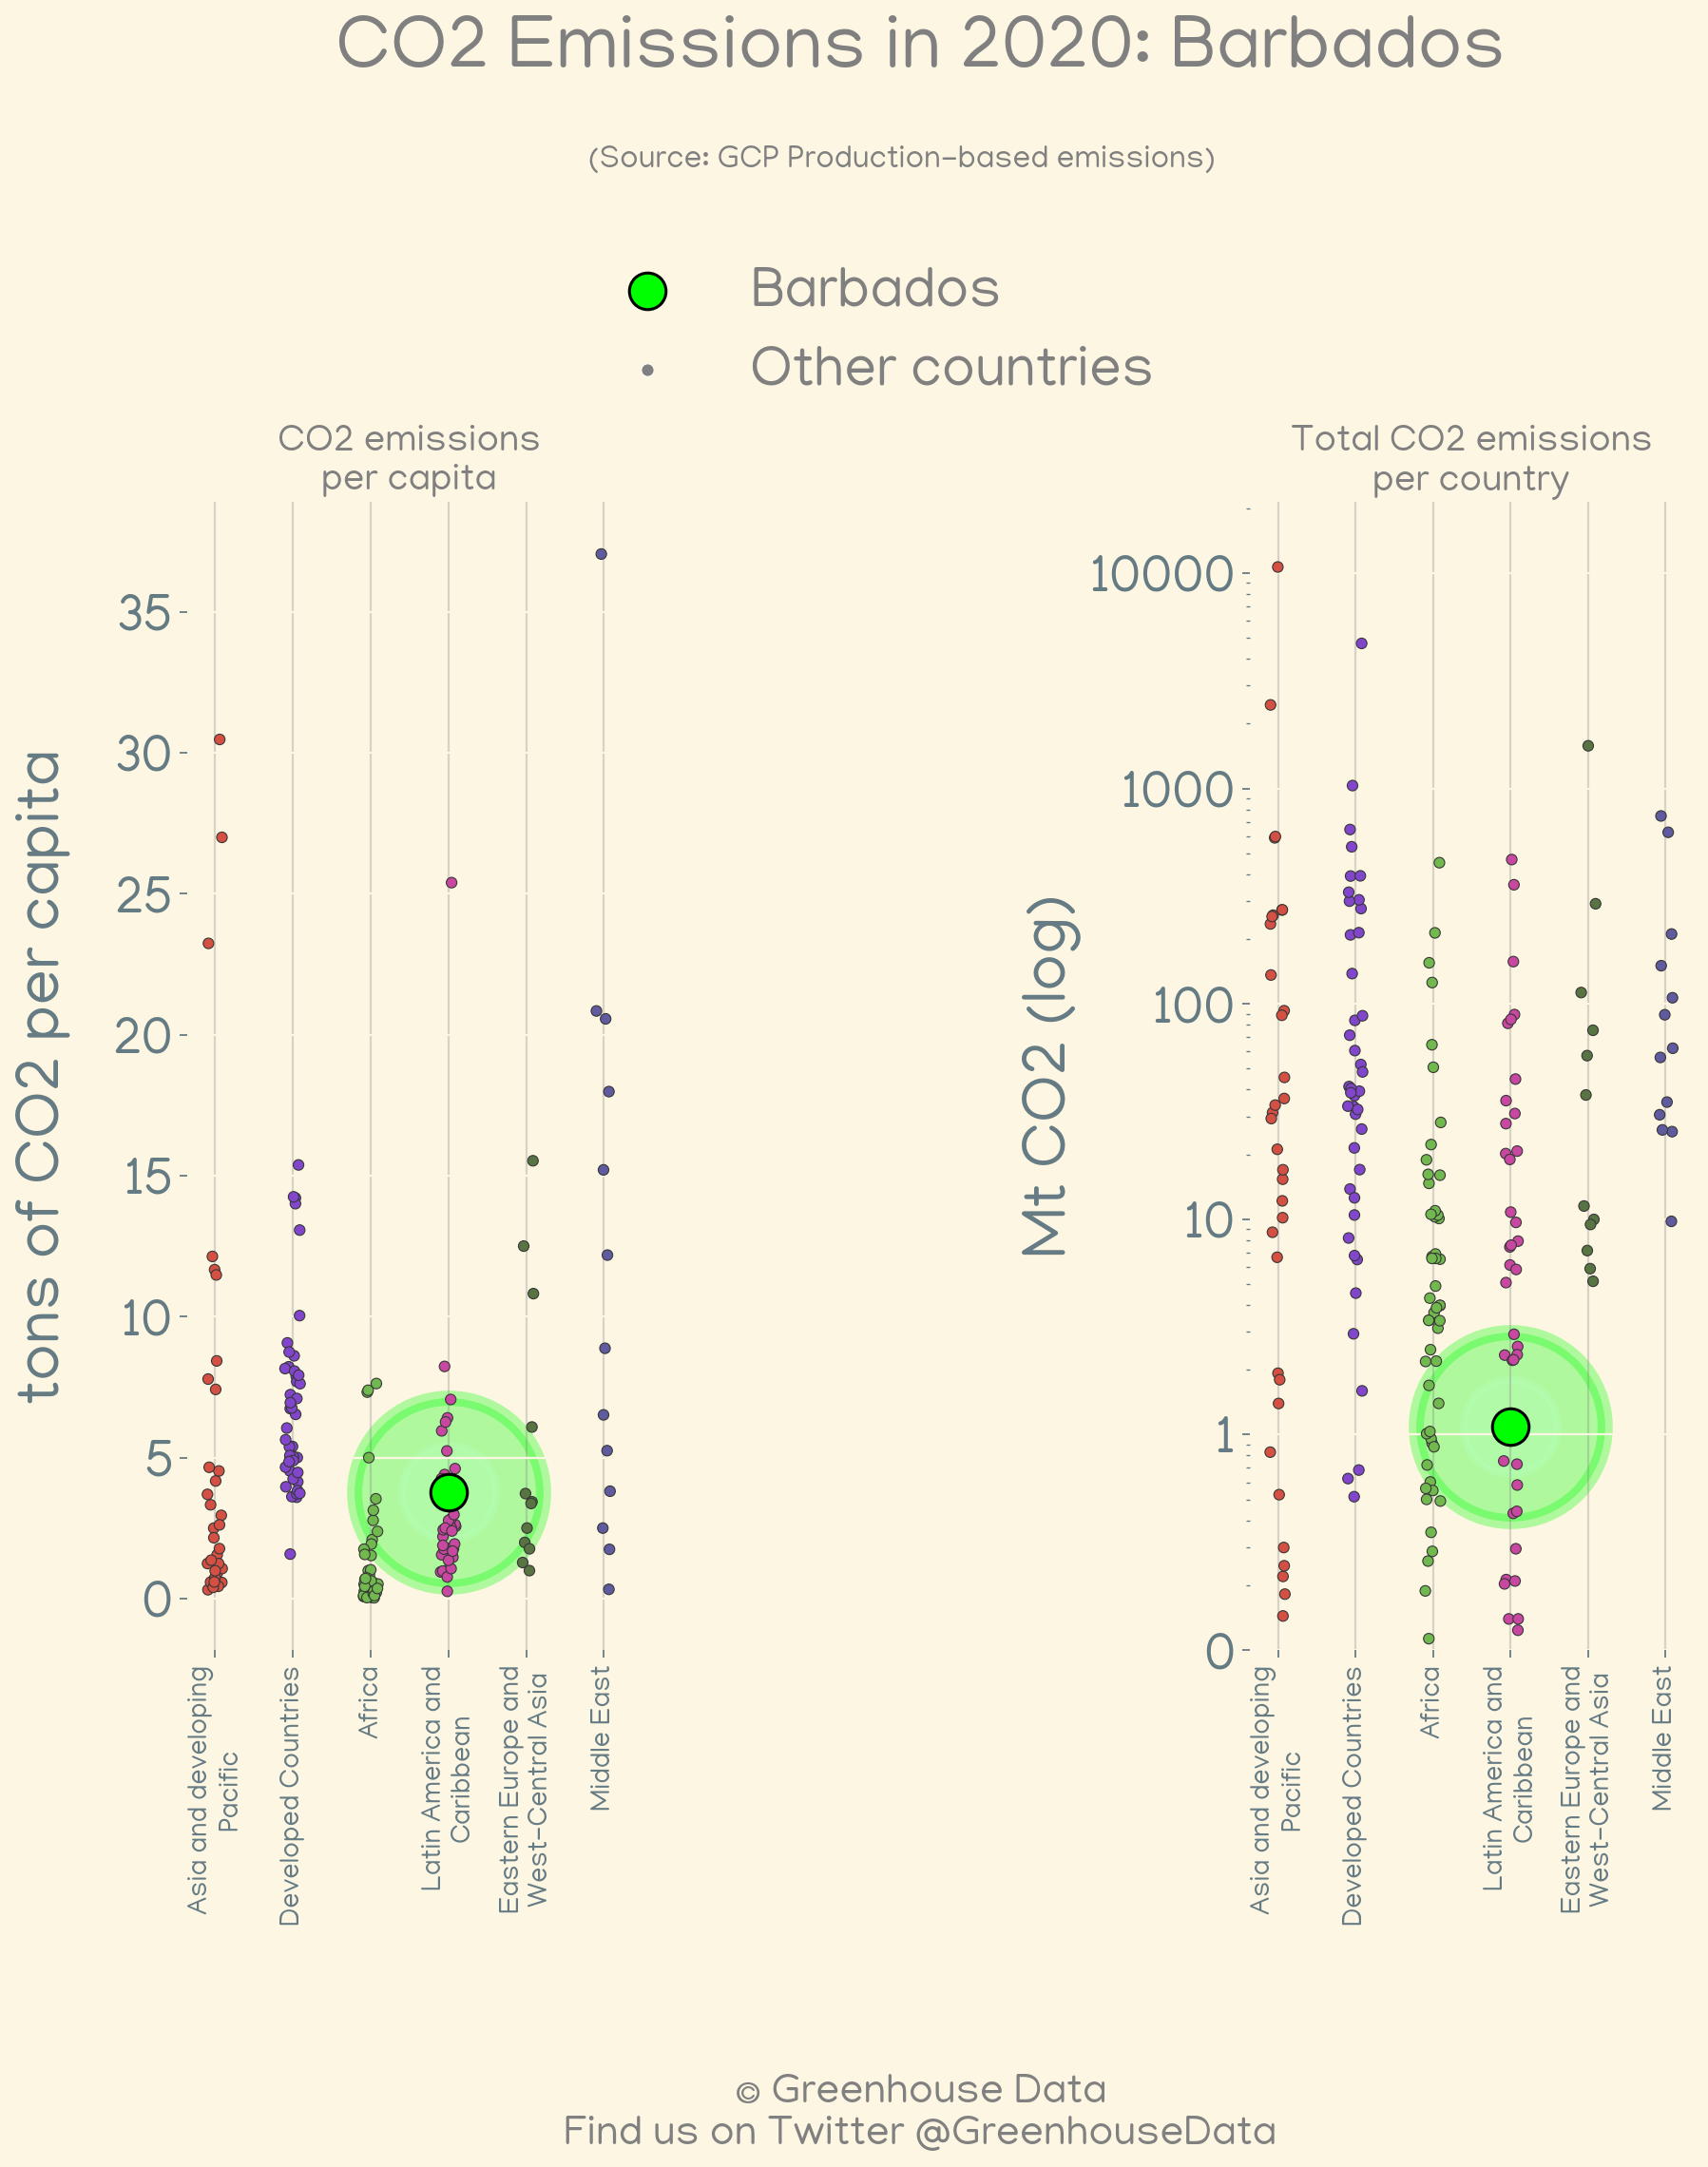 CO2 Emissions in 2020: Barbados
(Source: GCP Production-based emissions)
Barbados
Other countries
CO2 emissions
per capita
tons of CO2 per capita
35
30
25
20
15
10
5
0
Asia and developing
Pacific
Developed Countries
Africa
Latin America and
Caribbean
Eastern Europe and
West-Central Asia
Middle East
Total CO2 emissions
per country
Mt CO2 (log)
10000
1000
100
10
1
0
Asia and developing
Pacific
Developed Countries
Africa
Latin America and
Caribbean
Eastern Europe and
West-Central Asia
Middle East
© Greenhouse Data
Find us on Twitter @GreenhouseData